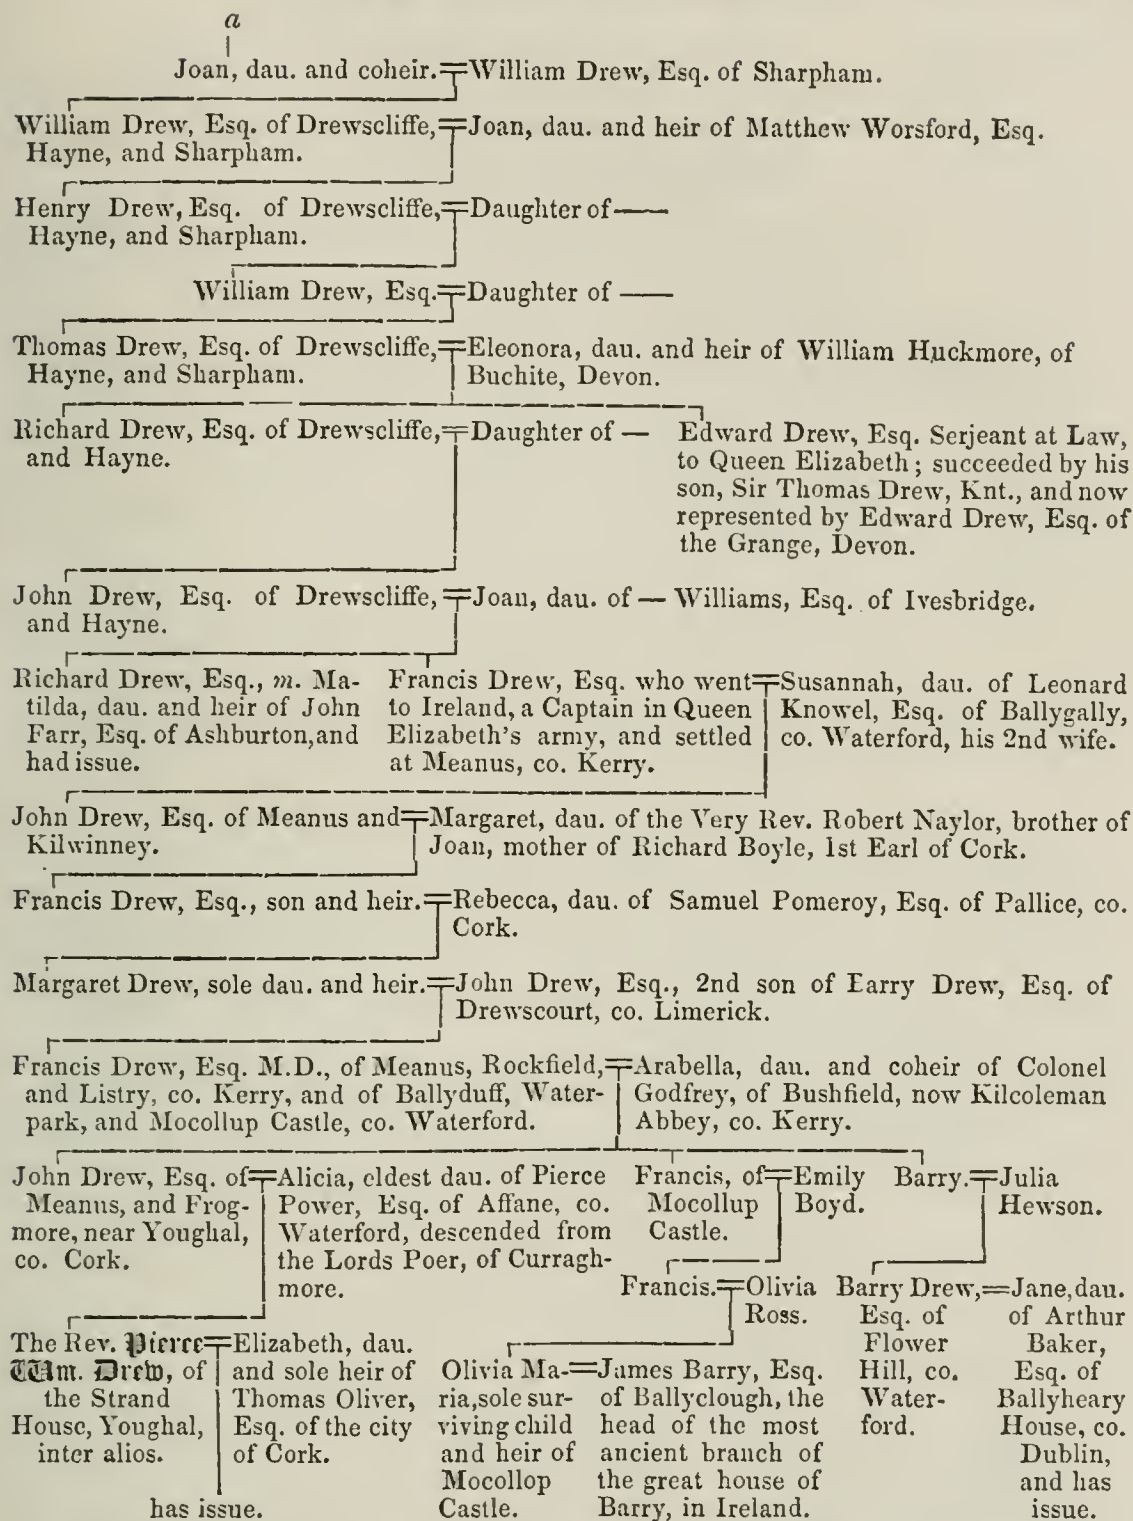 a
Joan, dau. and coheir.=William Drew, Esq. of Sharpham.
William Drew, Esq. of Drewscliffe, Hayne, and Sharpham.=Joan, dau. and heir of Matthew Worsford, Esq.
Henry Drew, Esq. of Drewscliffe,=Daughter of ——
Hayne, and Sharpham.
William Drew, Esq.=Daughter of ——
Thomas Drew, Esq. of Drewscliffe,
Hayne, and Sharpham.
=Eleonora, dau. and heir of William Huckmore, of
Buchite, Devon.
Richard Drew, Esq. of Drewscliffe,
and Hayne.
=Daughter of —
Edward Drew, Esq. Serjeant at Law,
to Queen Elizabeth; succeeded by his
son, Sir Thomas Drew, Knt., and now
represented by Edward Drew, Esq. of
the Grange, Devon.
John Drew, Esq. of Drewscliffe,
and Hayne.
=Joan, dau. of — Williams, Esq. of Ivesbridge.
Richard Drew, Esq., m. Ma-
tilda, dau. and heir of John
Farr, Esq. of Ashburton, and
had issue.
Francis Drew, Esq. who went
to Ireland, a Captain in Queen
Elizabeth's army, and settled
at Meanus, co. Kerry.
=Susannah, dau. of Leonard
Knowel, Esq. of Ballygally,
co. Waterford, his 2nd wife.
John Drew, Esq. of Meanus and
Kilwinney.
=Margaret, dau. of the Very Rev. Robert Naylor, brother of
Joan, mother of Richard Boyle, 1st Earl of Cork.
Francis Drew, Esq., son and heir.
=Rebecca, dau. of Samuel Pomeroy, Esq. of Pallice, co.
Cork.
Margaret Drew, sole dau. and heir.
=John Drew, Esq., 2nd son of Barry Drew, Esq. of
Drewscourt, co. Limerick.
Francis Drew, Esq. M.D., of Meanus, Rockfield,
and Listry, co. Kerry, and of Ballyduff, Water-
park, and Mocollup Castle, co. Waterford.
=Arabella, dau. and coheir of Colonel
Godfrey, of Bushfield, now Kilcoleman
Abbey, co. Kerry.
John Drew, Esq. of
Meanus, and Frog-
more, near Youghal,
co. Cork.
=Alicia, eldest dau. of Pierce
Power, Esq. of Affane, co.
Waterford, descended from
the Lords Poer, of Curragh-
more.
Francis, of
Mocollup
Castle.
=Emily
Boyd.
Barry.=Julia
Hewson.
Francis.=Olivia
Ross.
Barry Drew,
Esq. of
Flower
Hill, co.
Water-
ford.
=Jane, dau.
of Arthur
Baker,
Esq. of
Ballyheary
House, co.
Dublin,
and has
issue.
The Rev. Pierce
Wm. Drew, of
the Strand
House, Youghal,
inter alios.
=Elizabeth, dau.
and sole heir of
Thomas Oliver,
Esq. of the city
of Cork.
has issue.
Olivia Ma-
ria, sole sur-
viving child
and heir of
Mocollop
Castle.
=James Barry, Esq.
of Ballyclough, the
head of the most
ancient branch of
the great house of
Barry, in Ireland.